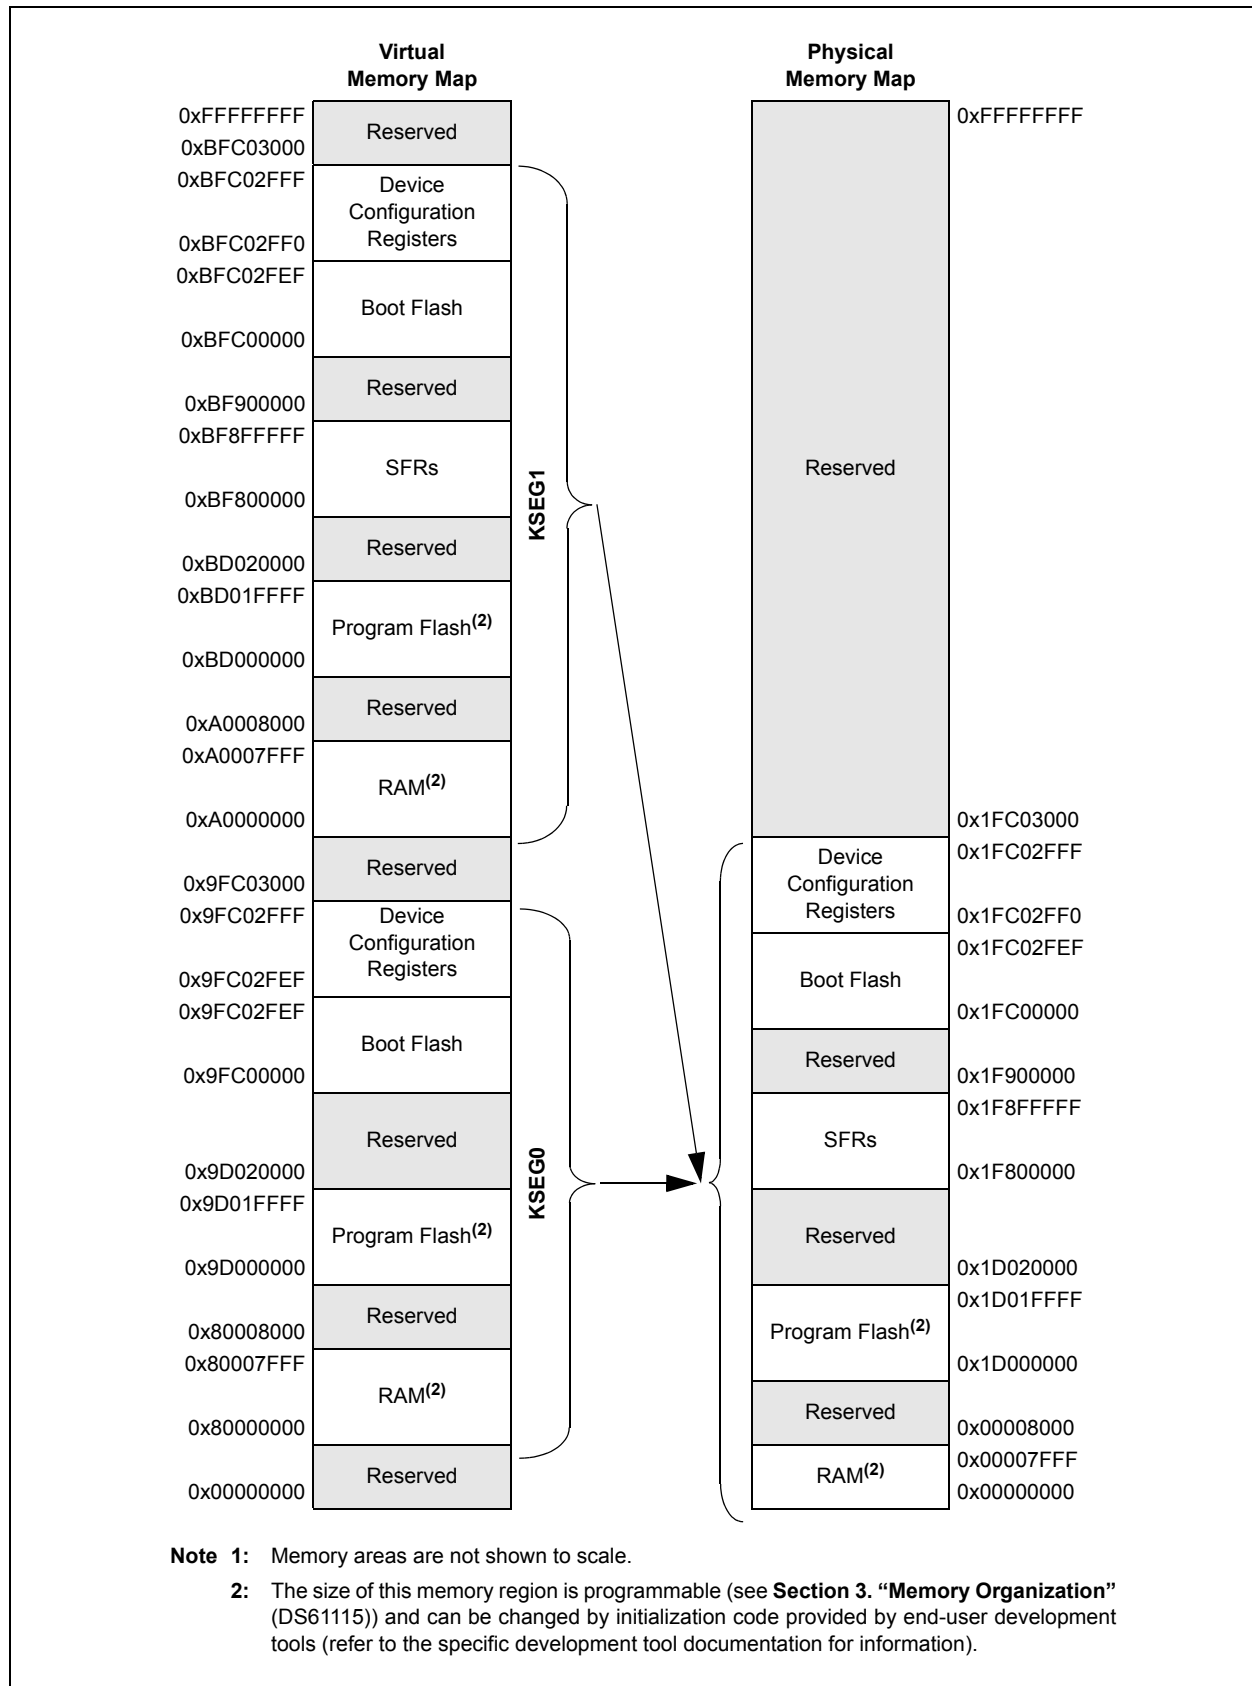 Virtual
Memory Map
0xFFFFFFFF
Reserved
0xBFC03000
0xBFC02FFF
Device
Configuration
Registers
0xBFC02FF0
0xBFC02FEF
Boot Flash
0xBFC00000
Reserved
0xBF900000
0xBF8FFFFF
SFRs
0xBF800000
Reserved
0xBD020000
0xBD01FFFF
Program Flash(2)
0xBD000000
Reserved
0xA0008000
0xA0007FFF
RAM(2)
0xA0000000
KSEG1
Reserved
0x9FC03000
0x9FC02FFF
Device
Configuration
Registers
0x9FC02FEF
0x9FC02FEF
Boot Flash
0x9FC00000
Reserved
0x9D020000
0x9D01FFFF
Program Flash(2)
0x9D000000
Reserved
0x80008000
0x80007FFF
RAM(2)
0x80000000
KSEG0
Reserved
0x00000000
Physical
Memory Map
0xFFFFFFFF
Reserved
0x1FC03000
0x1FC02FFF
Device
Configuration
Registers
0x1FC02FF0
0x1FC02FEF
Boot Flash
0x1FC00000
Reserved
0x1F900000
0x1F8FFFFF
SFRs
0x1F800000
Reserved
0x1D020000
0x1D01FFFF
Program Flash(2)
0x1D000000
Reserved
0x00008000
0x00007FFF
RAM(2)
0x00000000
Note 1: Memory areas are not shown to scale.
2: The size of this memory region is programmable (see Section 3. “Memory Organization”
(DS61115)) and can be changed by initialization code provided by end-user development
tools (refer to the specific development tool documentation for information).